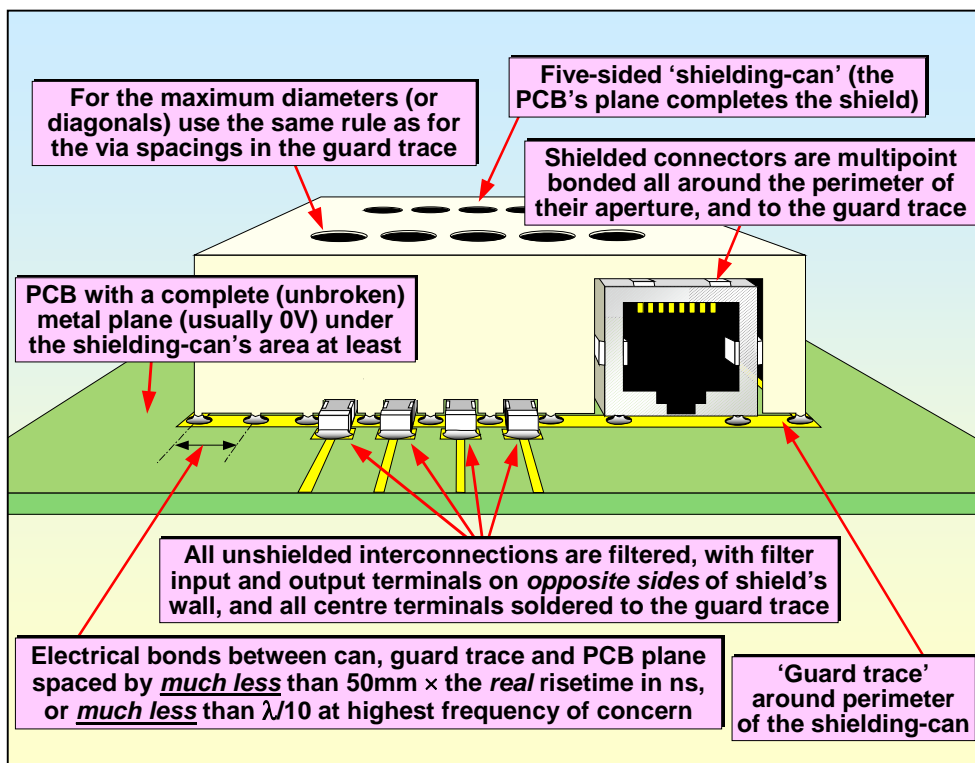 For the maximum diameters (or
diagonals) use the same rule as for
the via spacings in the guard trace
Five-sided ‘shielding-can’ (the
PCB’s plane completes the shield)
Shielded connectors are multipoint
bonded all around the perimeter of
their aperture, and to the guard trace
PCB with a complete (unbroken)
metal plane (usually 0V) under
the shielding-can’s area at least
All unshielded interconnections are filtered, with filter
input and output terminals on opposite sides of shield’s
wall, and all centre terminals soldered to the guard trace
Electrical bonds between can, guard trace and PCB plane
spaced by much less than 50mm × the real risetime in ns,
or much less than λ/10 at highest frequency of concern
‘Guard trace’
around perimeter
of the shielding-can